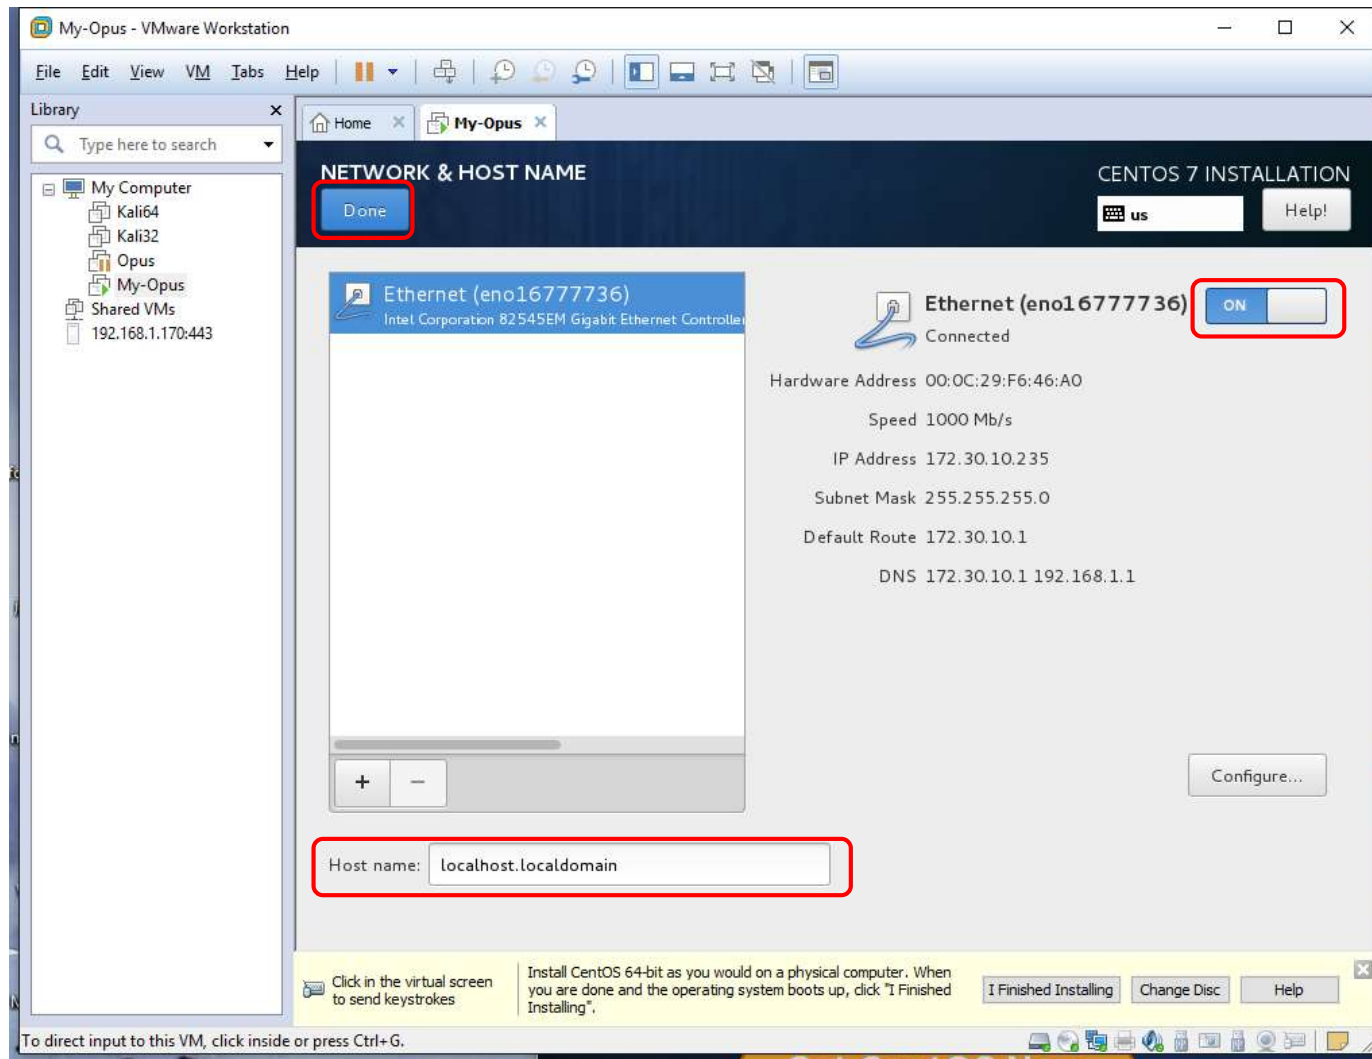 My-Opus - VMware Workstation
File Edit View VM Tabs Help
Library
Type here to search
My Computer
Kali64
Kali32
Opus
My-Opus
Shared VMs
192.168.1.170:443
Home
My-Opus
NETWORK & HOST NAME
CENTOS 7 INSTALLATION
Done
us
Help!
Ethernet (eno16777736)
Intel Corporation 82545EM Gigabit Ethernet Controller
Ethernet (eno16777736)
ON
Connected
Hardware Address 00:0C:29:F6:46:A0
Speed 1000 Mb/s
IP Address 172.30.10.235
Subnet Mask 255.255.255.0
Default Route 172.30.10.1
DNS 172.30.10.1 192.168.1.1
+ −
Configure...
Host name: localhost.localdomain
Click in the virtual screen
to send keystrokes
Install CentOS 64-bit as you would on a physical computer. When
you are done and the operating system boots up, click "I Finished
Installing".
I Finished Installing
Change Disc
Help
To direct input to this VM, click inside or press Ctrl+G.